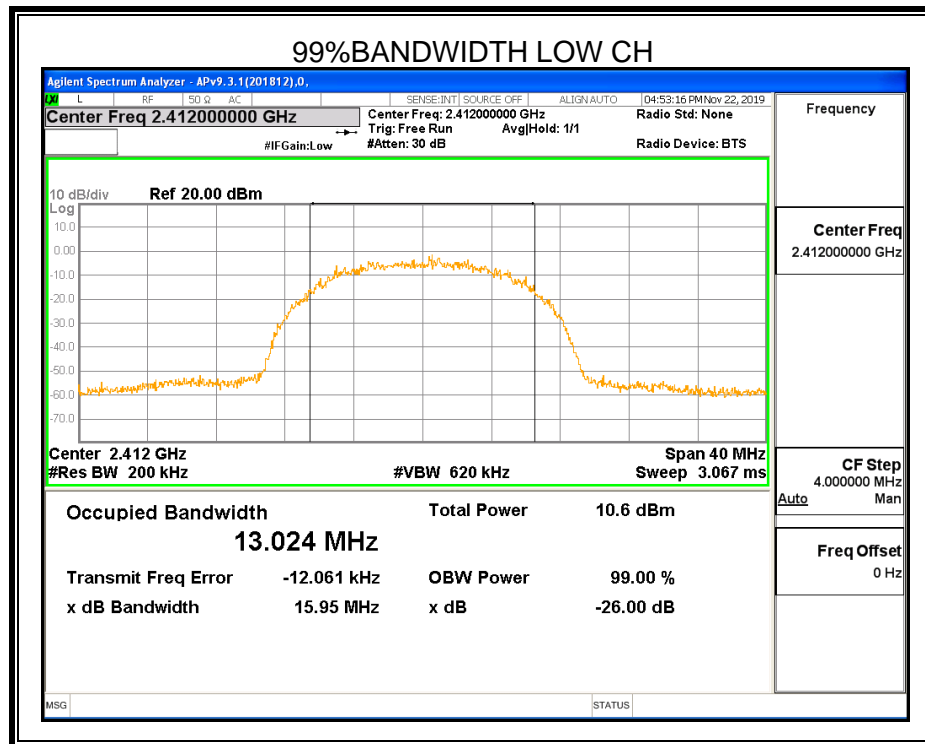 99%BANDWIDTH LOW CH
Agilent Spectrum Analyzer - APv9.3.1(201812),0,
LXI L RF 50 Ω AC SENSE:INT SOURCE OFF ALIGN AUTO 04:53:16 PM Nov 22, 2019
Center Freq 2.412000000 GHz
Center Freq: 2.412000000 GHz
Radio Std: None
Trig: Free Run Avg|Hold: 1/1
#IFGain:Low
#Atten: 30 dB
Radio Device: BTS
10 dB/div Ref 20.00 dBm
Log
10.0
0.00
-10.0
-20.0
-30.0
-40.0
-50.0
-60.0
-70.0
Center 2.412 GHz
Span 40 MHz
#Res BW 200 kHz
#VBW 620 kHz
Sweep 3.067 ms
Occupied Bandwidth
Total Power 10.6 dBm
13.024 MHz
Transmit Freq Error -12.061 kHz
OBW Power 99.00 %
x dB Bandwidth 15.95 MHz
x dB -26.00 dB
MSG
STATUS
Frequency
Center Freq
2.412000000 GHz
CF Step
4.000000 MHz
Auto Man
Freq Offset
0 Hz